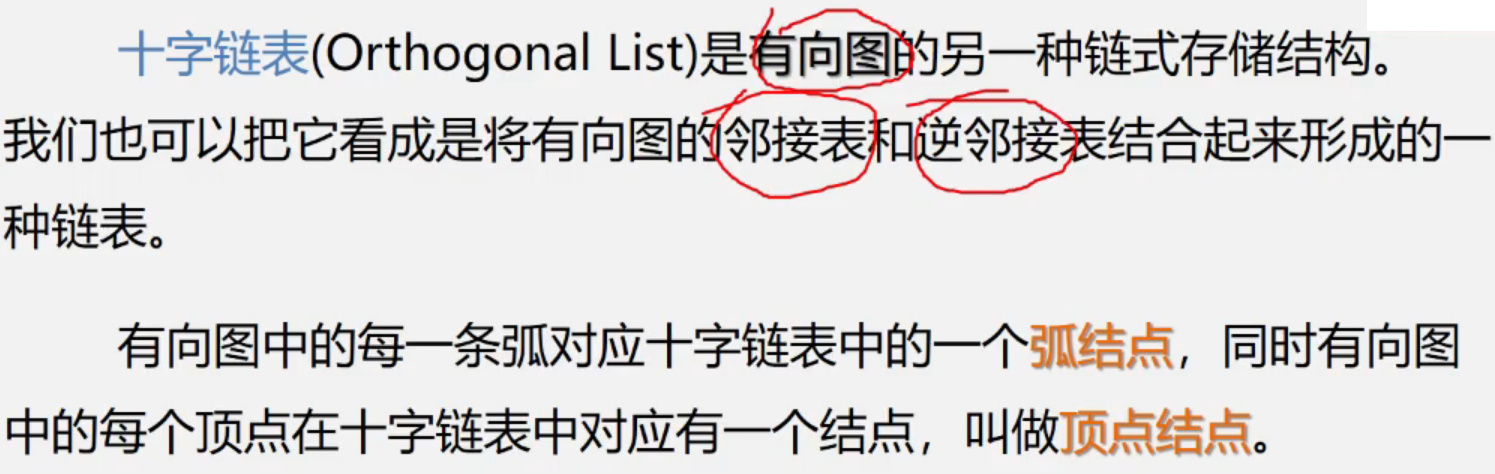 十字链表(Orthogonal List)是有向图的另一种链式存储结构。
我们也可以把它看成是将有向图的邻接表和逆邻接表结合起来形成的一
种链表。
有向图中的每一条弧对应十字链表中的一个弧结点，同时有向图
中的每个顶点在十字链表中对应有一个结点，叫做顶点结点。